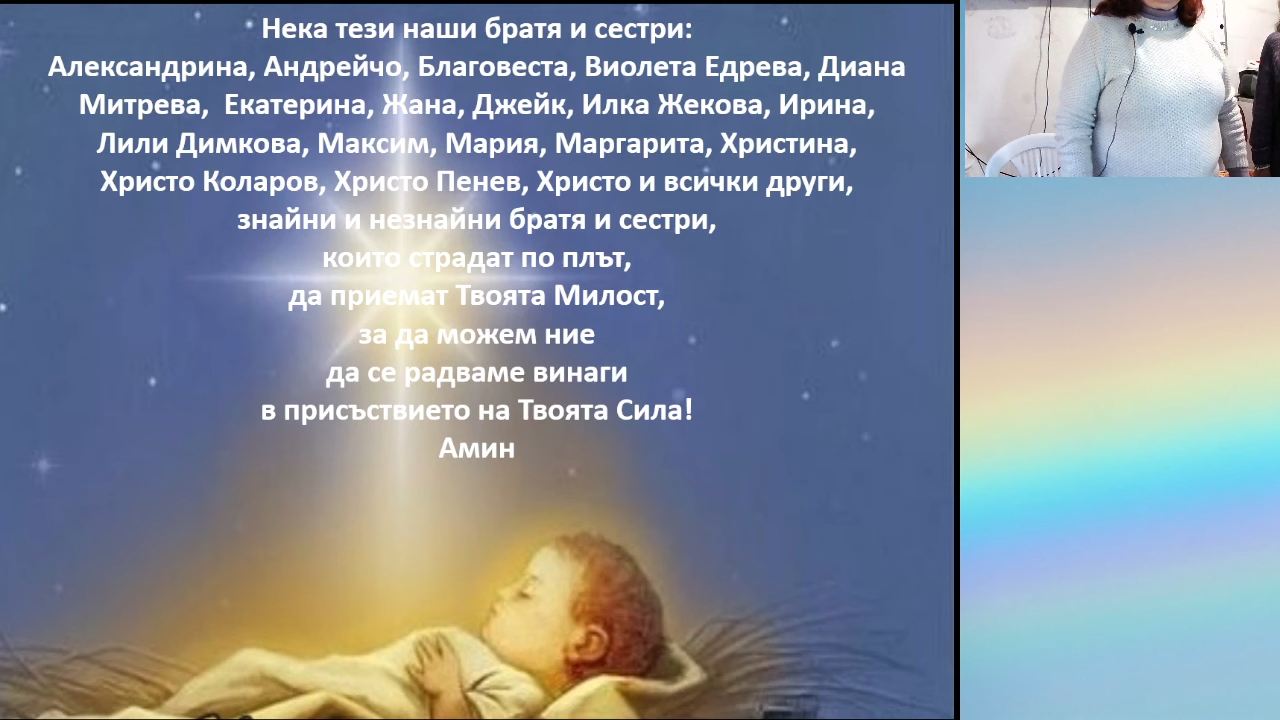 Нека тези наши братя и сестри:
Александрина, Андрейчо, Благовеста, Виолета Едрева, Диана
Митрева, Екатерина, Жана, Джейк, Илка Жекова, Ирина,
Лили Димкова, Максим, Мария, Маргарита, Христина,
Христо Коларов, Христо Пенев, Христо и всички други,
знайни и незнайни братя и сестри,
които страдат по плът,
да приемат Твоята Милост,
за да можем ние
да се радваме винаги
в присъствието на Твоята Сила!
Амин